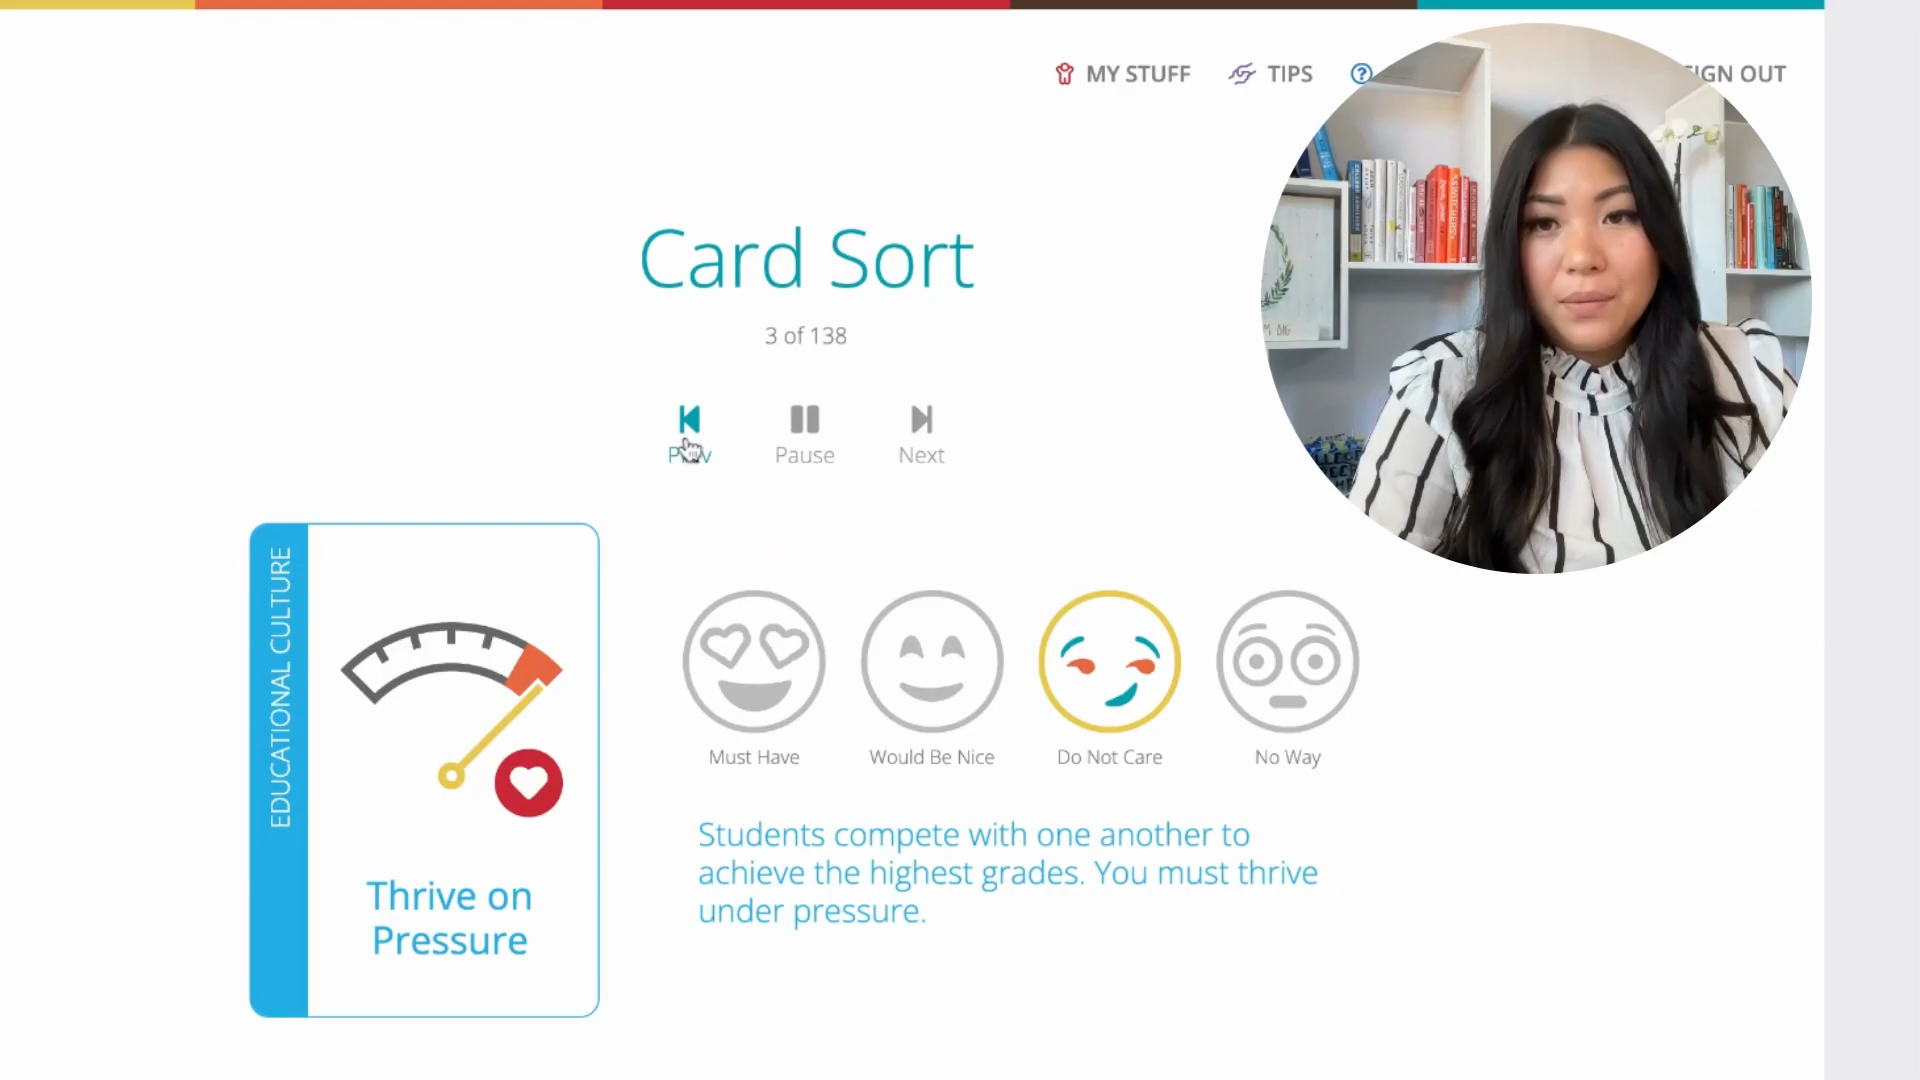 MY STUFF
TIPS
?
SIGN OUT
Card Sort
3 of 138
Prev
Pause
Next
EDUCATIONAL CULTURE
Thrive on
Pressure
Must Have
Would Be Nice
Do Not Care
No Way
Students compete with one another to
achieve the highest grades. You must thrive
under pressure.